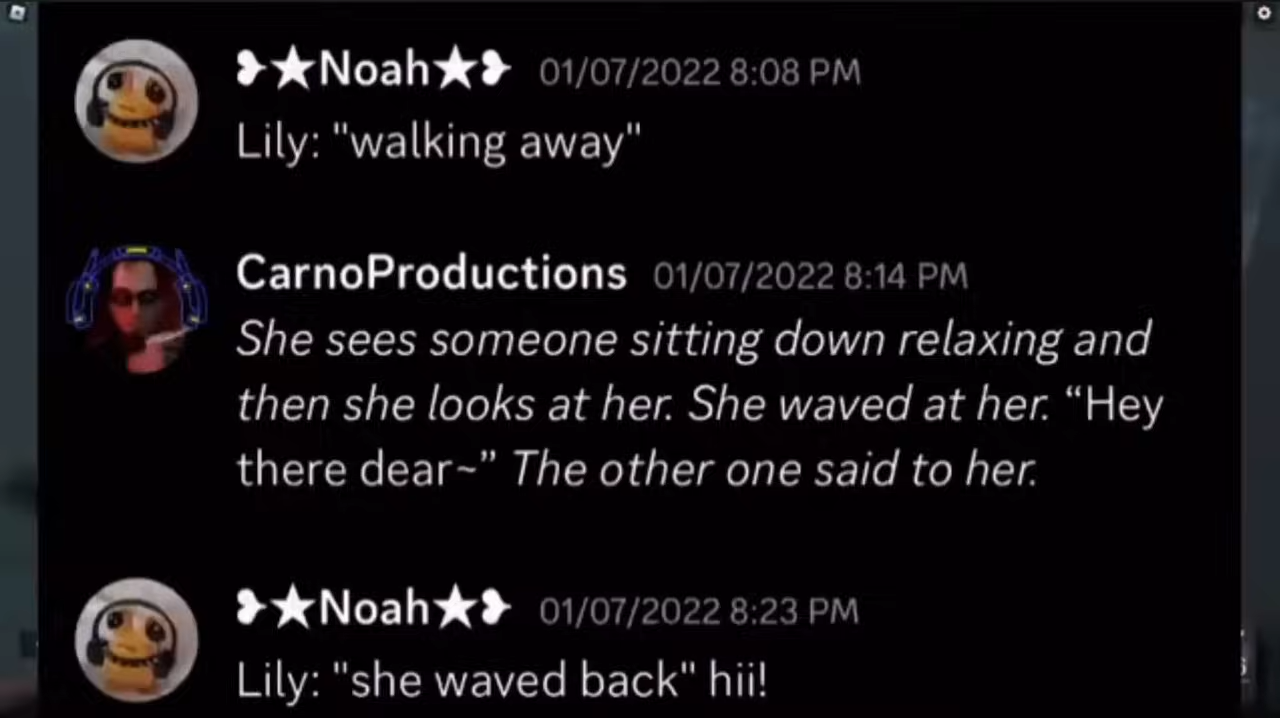 ❥★Noah★❥ 01/07/2022 8:08 PM
Lily: "walking away"
CarnoProductions 01/07/2022 8:14 PM
She sees someone sitting down relaxing and
then she looks at her. She waved at her. “Hey
there dear~” The other one said to her.
❥★Noah★❥ 01/07/2022 8:23 PM
Lily: "she waved back" hii!